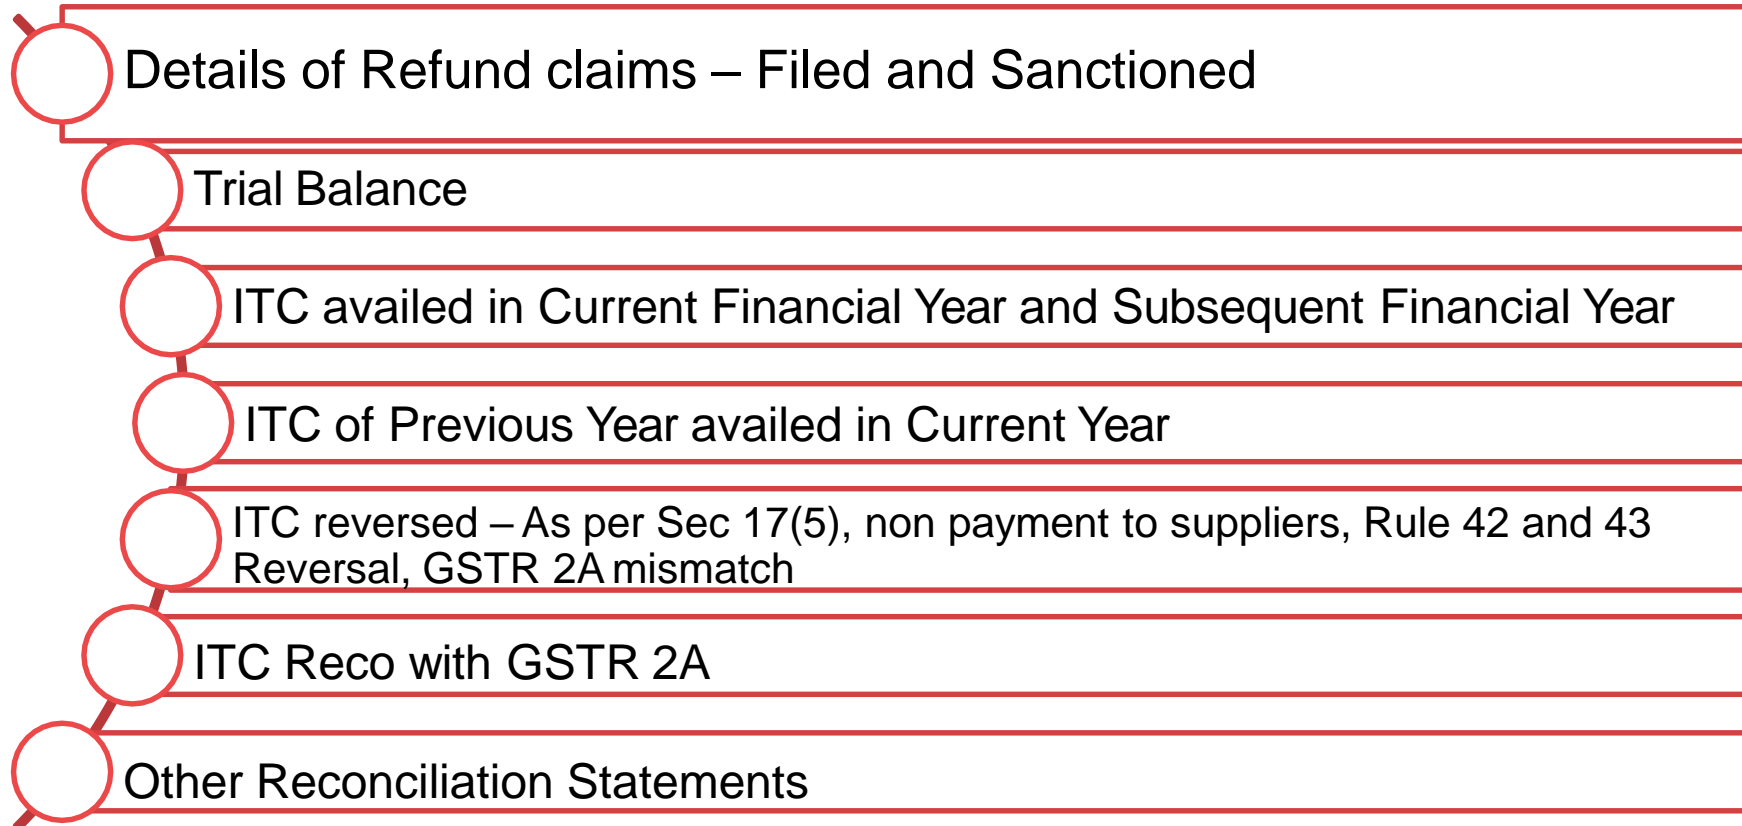 Details of Refund claims – Filed and Sanctioned
Trial Balance
ITC availed in Current Financial Year and Subsequent Financial Year
ITC of Previous Year availed in Current Year
ITC reversed – As per Sec 17(5), non payment to suppliers, Rule 42 and 43
Reversal, GSTR 2A mismatch
ITC Reco with GSTR 2A
Other Reconciliation Statements